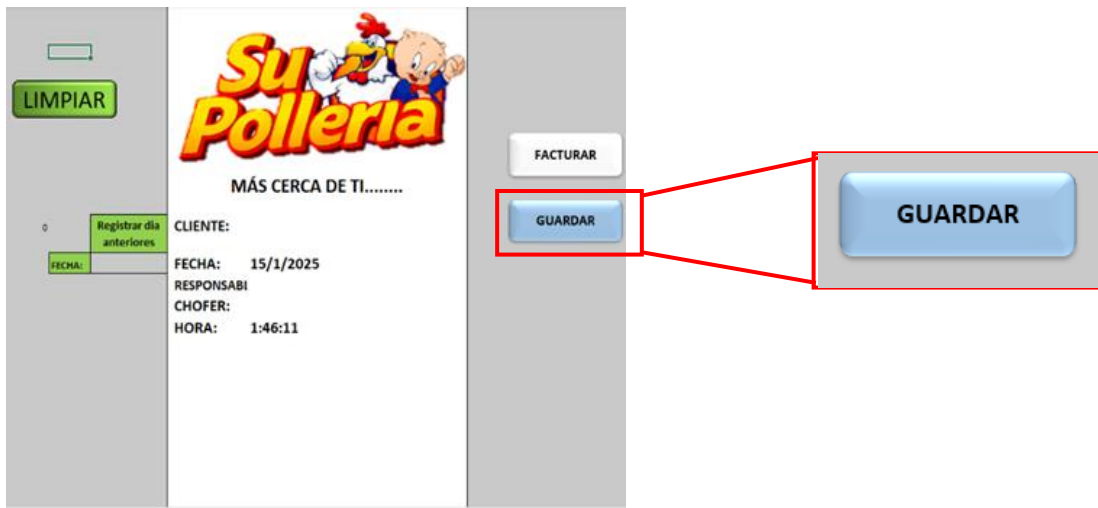 LIMPIAR
Su
Pollería
MÁS CERCA DE TI........
FACTURAR
GUARDAR
GUARDAR
0
Registrar dia
anteriores
FECHA:
CLIENTE:
FECHA: 15/1/2025
RESPONSABI
CHOFER:
HORA: 1:46:11